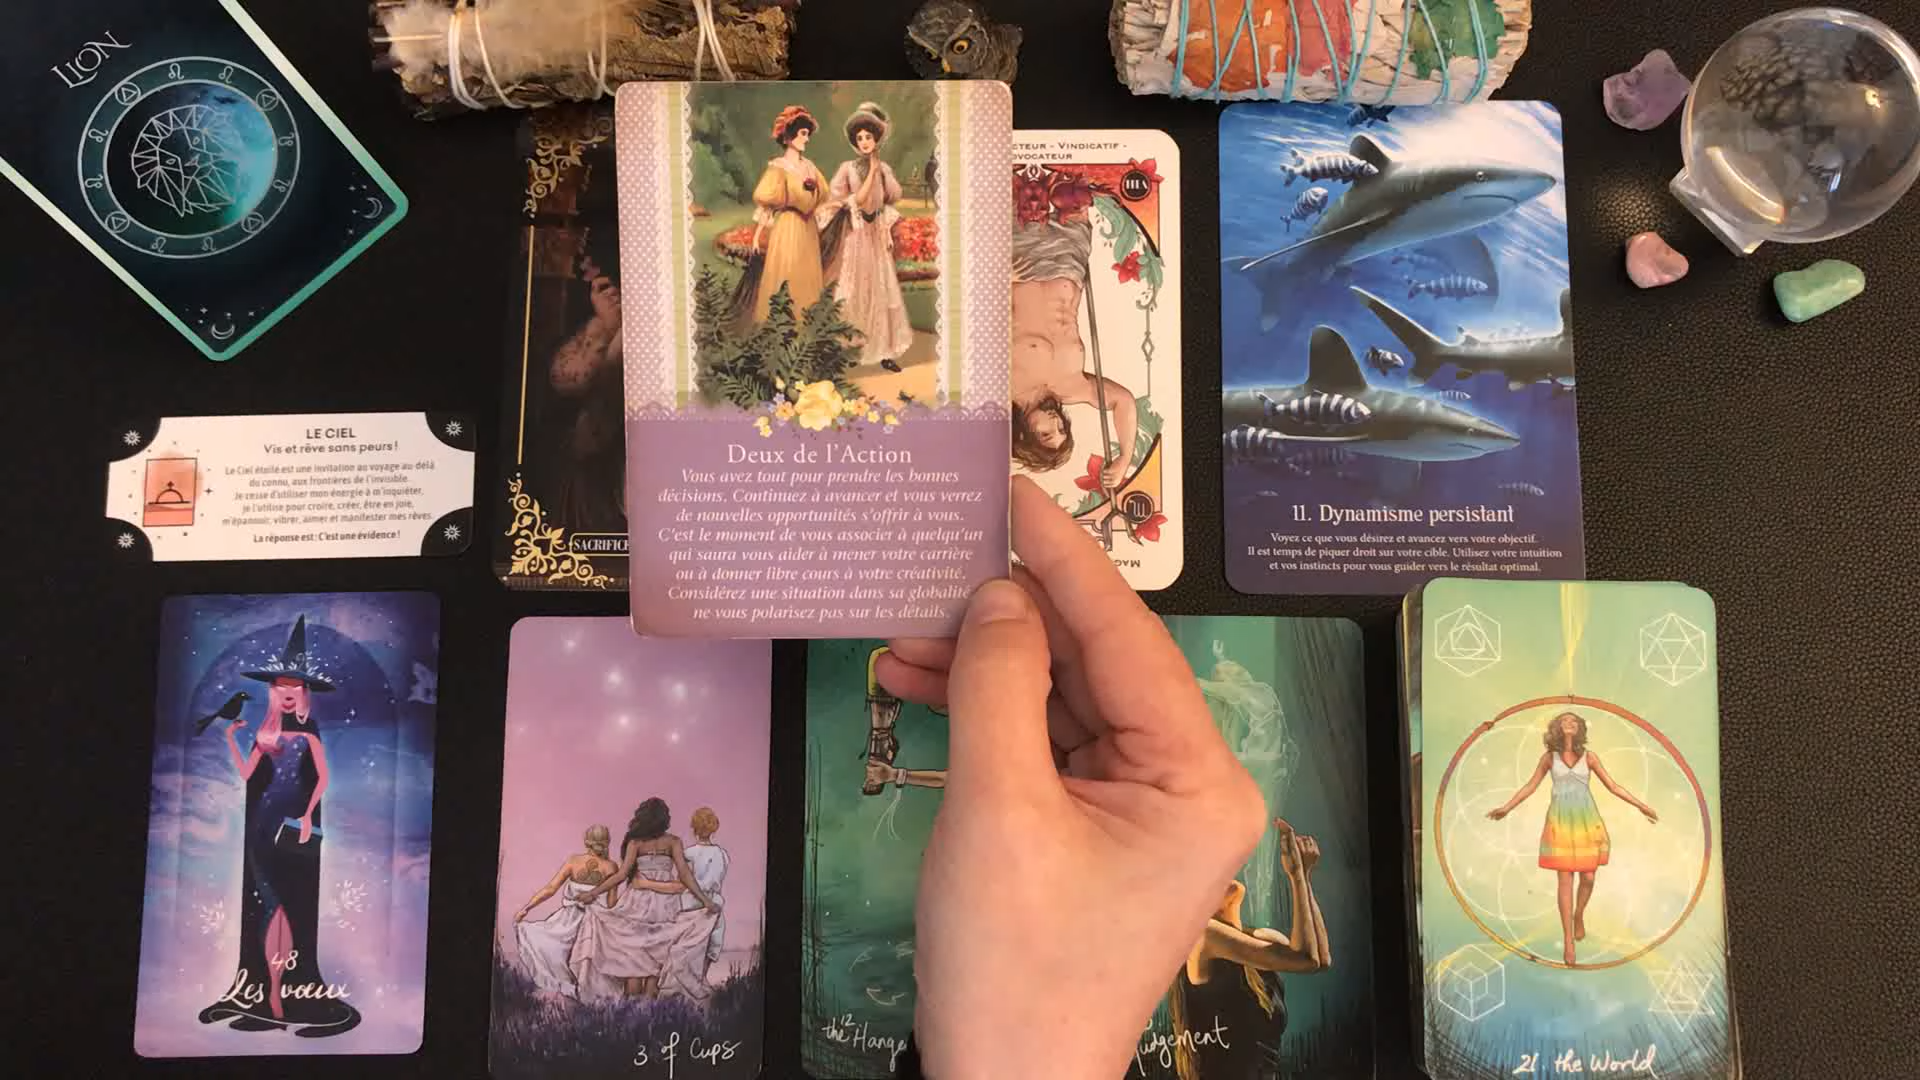 LION
Deux de l'Action
Vous avez tout pour prendre les bonnes
décisions. Continuez à avancer et vous verrez
de nouvelles opportunités s'offrir à vous.
C'est le moment de vous associer à quelqu'un
qui saura vous aider à mener votre carrière
ou à donner libre cours à votre créativité.
Considérez une situation dans sa globalité
ne vous polarisez pas sur les détails.
CTEUR - VINDICATIF -
OVOCATEUR
MAG
11. Dynamisme persistant
Voyez ce que vous désirez et avancez vers votre objectif.
Il est temps de piquer droit sur votre cible. Utilisez votre intuition
et vos instincts pour vous guider vers le résultat optimal.
LE CIEL
Vis et rêve sans peurs !
Le Ciel étoilé est une invitation au voyage au-delà
du connu, aux frontières de l'invisible.
Je cesse d'utiliser mon énergie à m'inquiéter,
je l'utilise pour croire, créer, être en joie,
m'épanouir, vibrer, aimer et manifester mes rêves.
La réponse est : C'est une évidence !
SACRIFICE
48
Les vœux
3 of Cups
12
the Hange
Judgement
21. the World